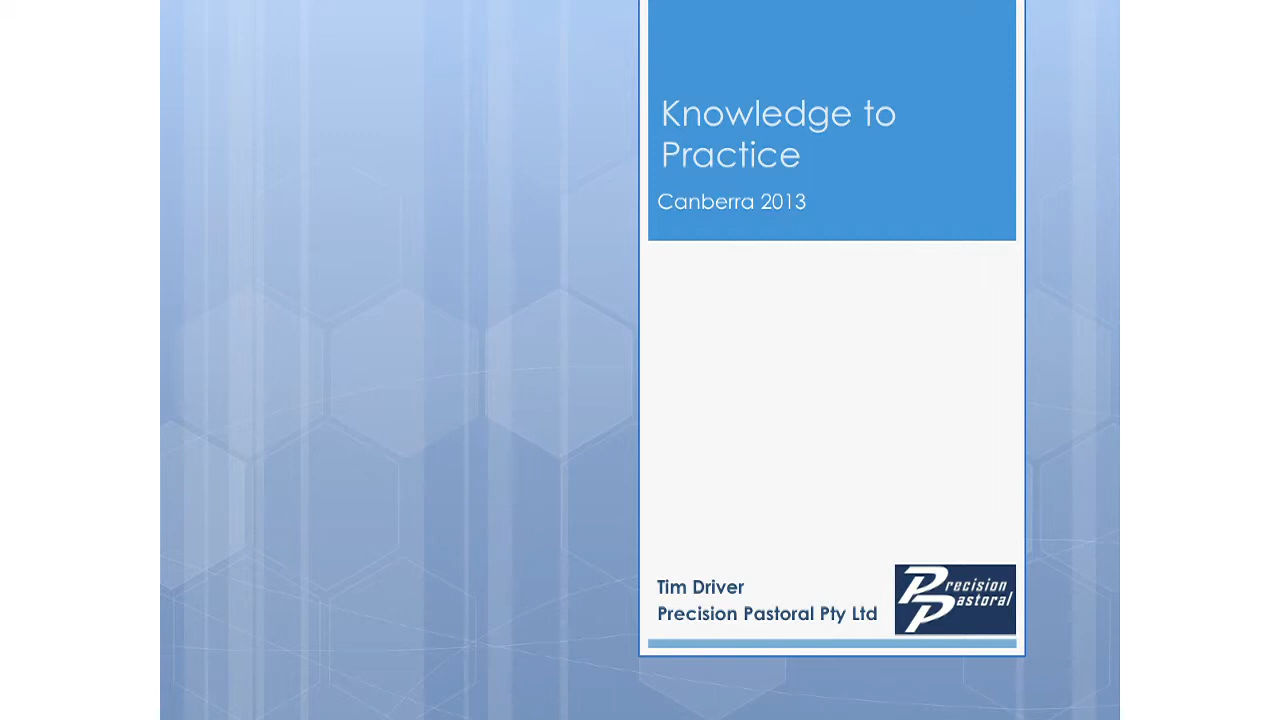 Knowledge to
Practice
Canberra 2013
Tim Driver
Precision Pastoral Pty Ltd
Precision
Pastoral